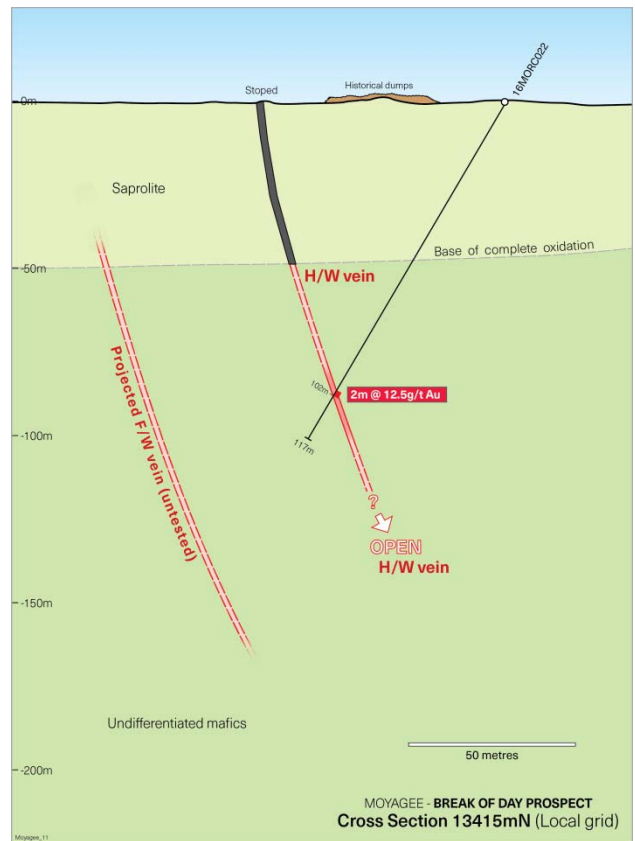 16MORC022
Historical dumps
Stoped
0m
Saprolite
Base of complete oxidation
-50m
H/W vein
Projected F/W vein (untested)
102m
2m @ 12.5g/t Au
-100m
117m
?
OPEN
H/W vein
-150m
Undifferentiated mafics
50 metres
-200m
MOYAGEE - BREAK OF DAY PROSPECT
Cross Section 13415mN (Local grid)
Moyagee_11